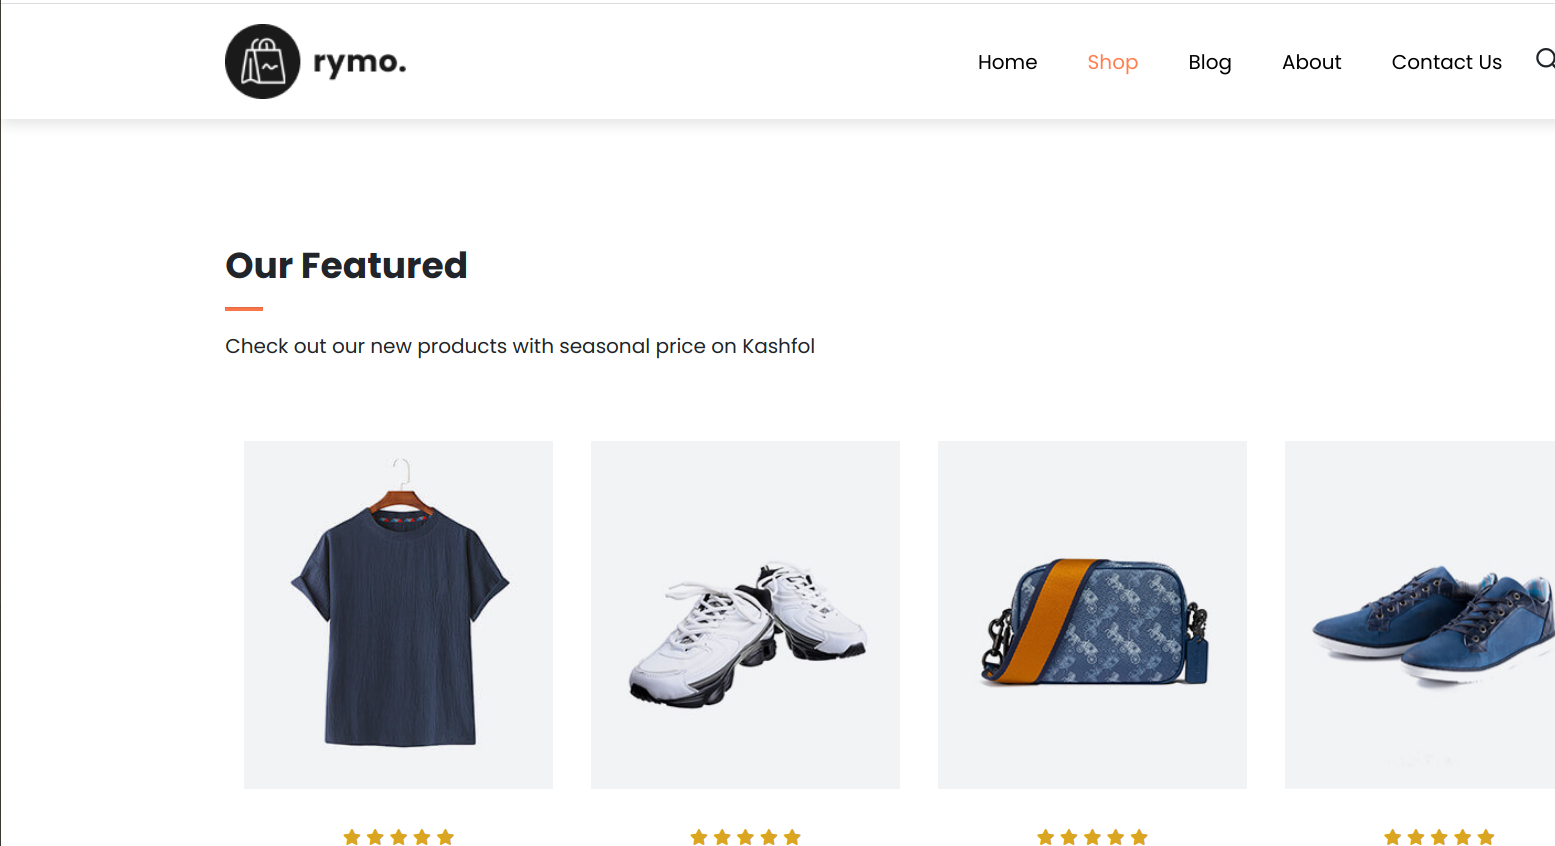 rymo.
Home Shop Blog About Contact Us
Our Featured
Check out our new products with seasonal price on Kashfol